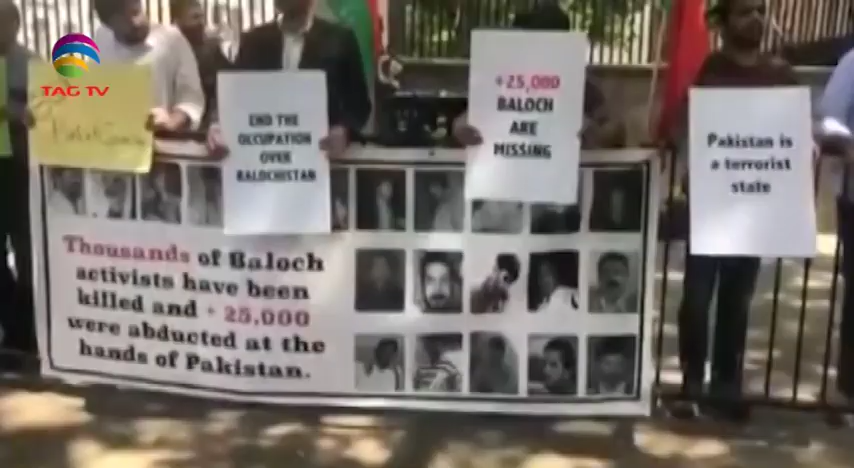 TAG TV
END THE
OCCUPATION
OVER
BALOCHISTAN
+25,000
BALOCH
ARE
MISSING
Pakistan is
a terrorist
state
Thousands of Baloch
activists have been
killed and + 25,000
were abducted at the
hands of Pakistan.